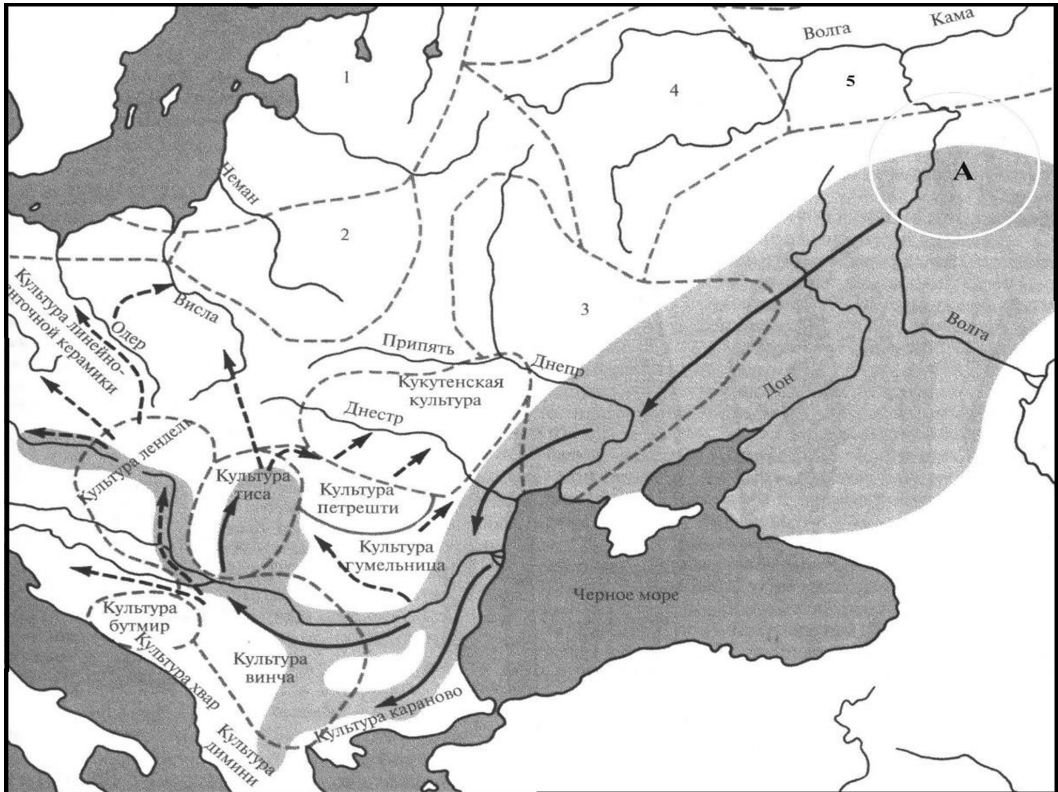 Волга
Кама
1
4
5
А
Неман
2
3
Культура линейно-
ленточной керамики
Одер
Висла
Припять
Днепр
Волга
Кукутенская
культура
Дон
Днестр
Культура лендель
Культура
тиса
Культура
петрешти
Культура
гумельница
Черное море
Культура
бутмир
Культура хвар
Культура
винча
Культура караново
Культура
димини